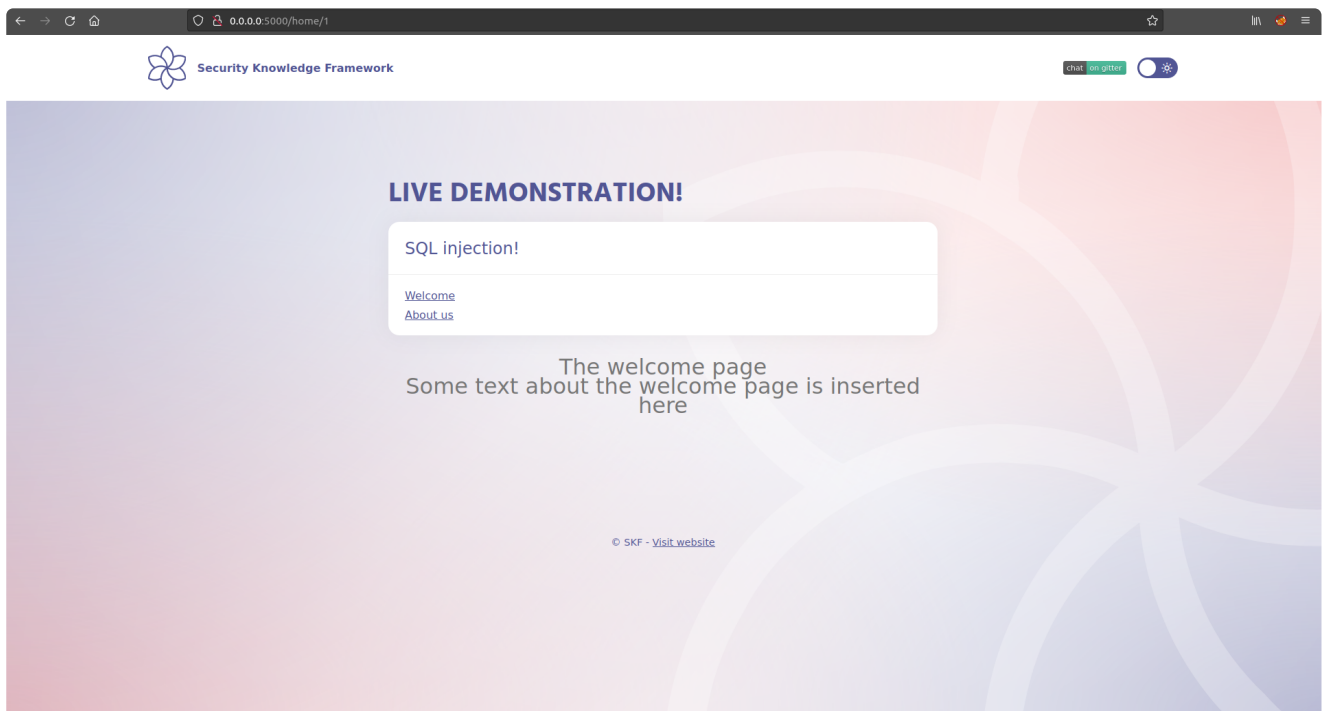 0.0.0.0:5000/home/1
Security Knowledge Framework
chat on gitter
LIVE DEMONSTRATION!
SQL injection!
Welcome
About us
The welcome page
Some text about the welcome page is inserted
here
© SKF - Visit website